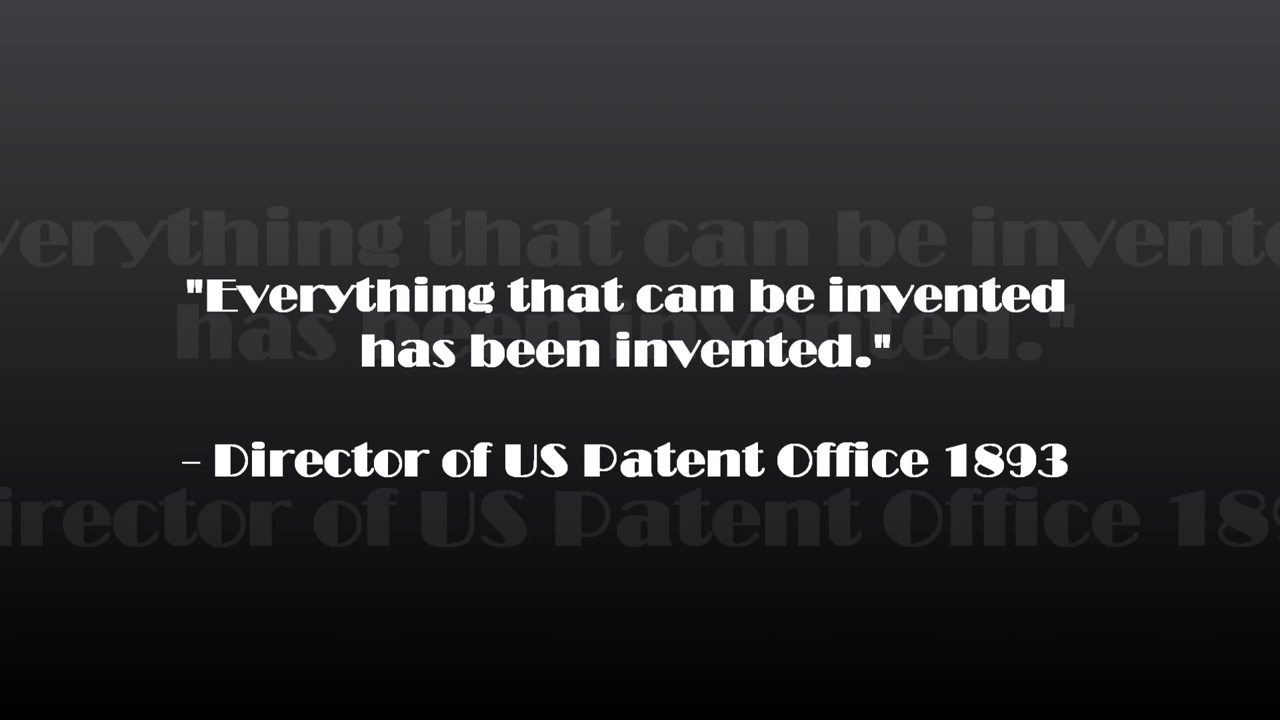 "Everything that can be invented
has been invented."
– Director of US Patent Office 1893